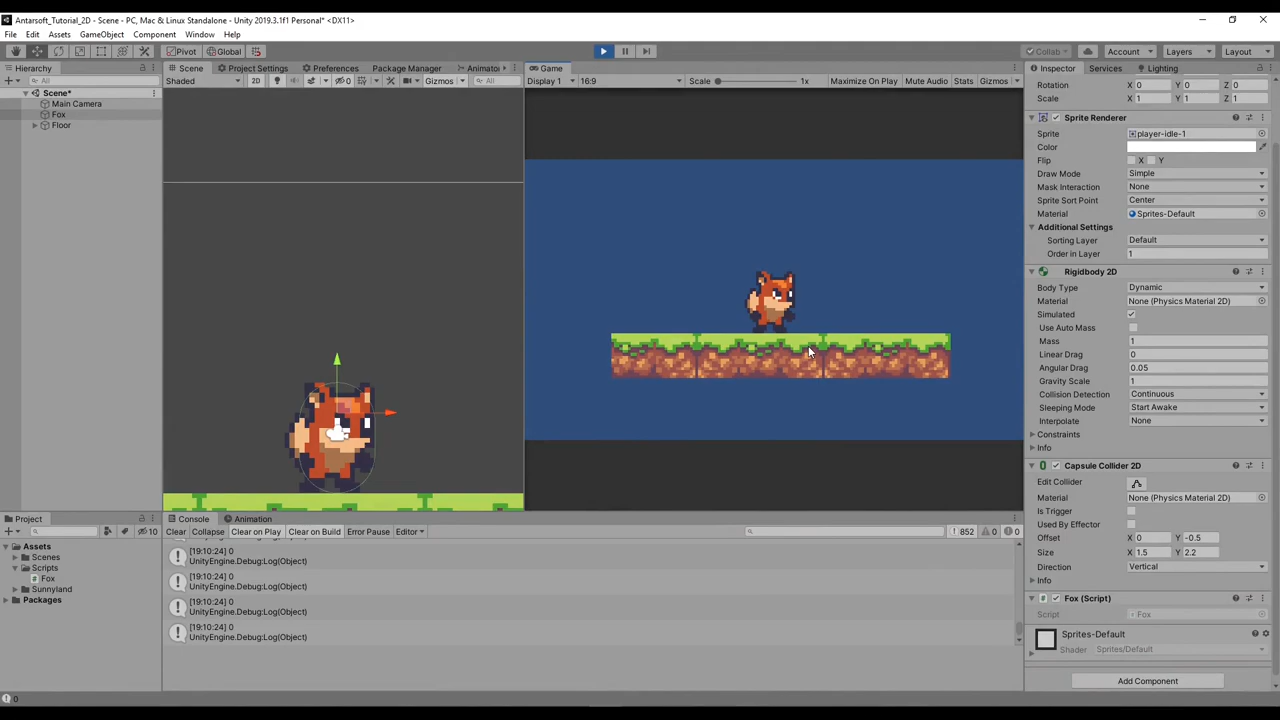 Antarsoft_Tutorial_2D - Scene - PC, Mac & Linux Standalone - Unity 2019.3.1f1 Personal* <DX11>
File Edit Assets GameObject Component Window Help
Pivot Global Collab Account Layers Layout
Hierarchy
All
Scene*
Main Camera
Fox
Floor
Scene Project Settings Preferences Package Manager Animator
Shaded 2D 0 Gizmos All
Game
Display 1 16:9 Scale 1x Maximize On Play Mute Audio Stats Gizmos
Inspector Services Lighting
Rotation X 0 Y 0 Z 0
Scale X 1 Y 1 Z 1
Sprite Renderer
Sprite player-idle-1
Color
Flip X Y
Draw Mode Simple
Mask Interaction None
Sprite Sort Point Center
Material Sprites-Default
Additional Settings
Sorting Layer Default
Order in Layer 1
Rigidbody 2D
Body Type Dynamic
Material None (Physics Material 2D)
Simulated
Use Auto Mass
Mass 1
Linear Drag 0
Angular Drag 0.05
Gravity Scale 1
Collision Detection Continuous
Sleeping Mode Start Awake
Interpolate None
Constraints
Info
Capsule Collider 2D
Edit Collider
Material None (Physics Material 2D)
Is Trigger
Used By Effector
Offset X 0 Y -0.5
Size X 1.5 Y 2.2
Direction Vertical
Info
Fox (Script)
Script Fox
Sprites-Default
Shader Sprites/Default
Add Component
Project
10
Assets
Scenes
Scripts
Fox
Sunnyland
Packages
Console Animation
Clear Collapse Clear on Play Clear on Build Error Pause Editor 852 0 0
[19:10:24] 0
UnityEngine.Debug:Log(Object)
[19:10:24] 0
UnityEngine.Debug:Log(Object)
[19:10:24] 0
UnityEngine.Debug:Log(Object)
[19:10:24] 0
UnityEngine.Debug:Log(Object)
0